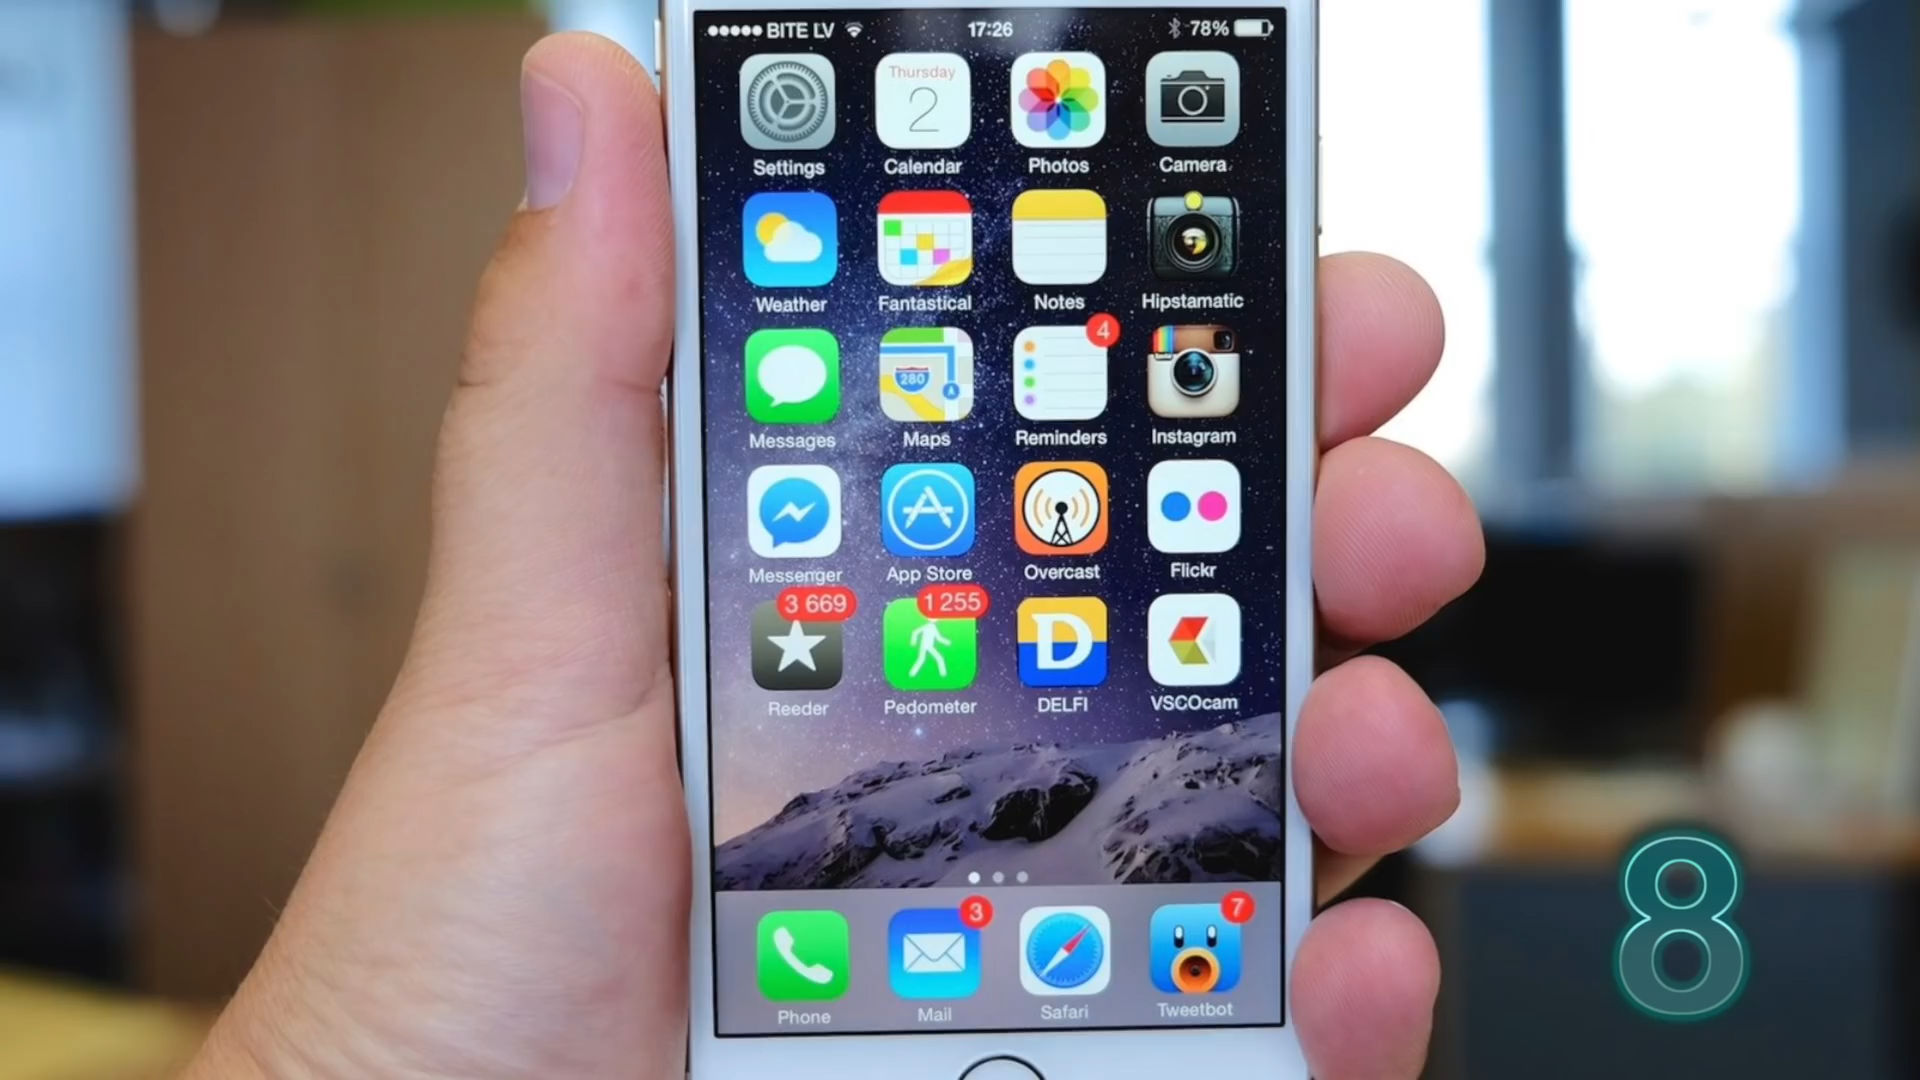 BITE LV 17:26 78%
Thursday
2
Settings Calendar Photos Camera
Weather Fantastical Notes Hipstamatic
4
280
Messages Maps Reminders Instagram
Messenger App Store Overcast Flickr
3 669 1 255
D
Reeder Pedometer DELFI VSCOcam
3 7
Phone Mail Safari Tweetbot
8